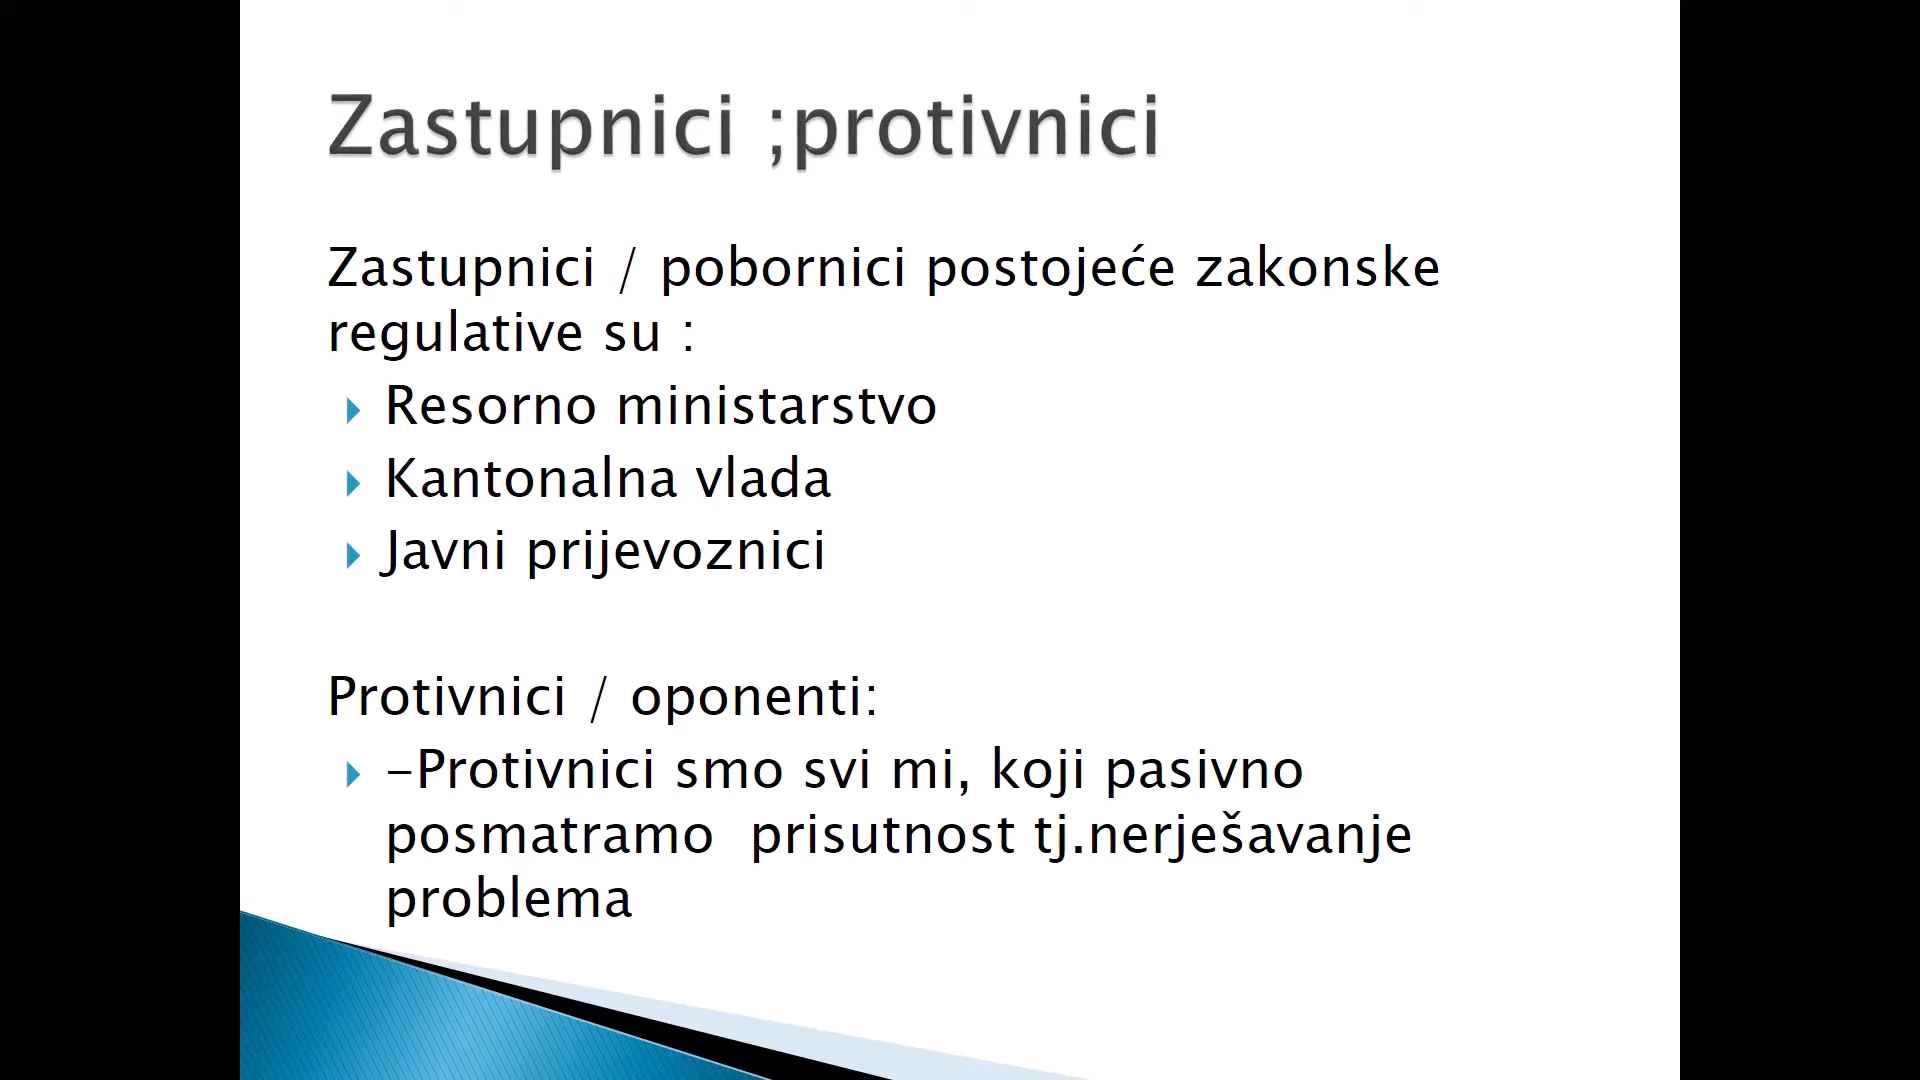 Zastupnici ;protivnici
Zastupnici / pobornici postojeće zakonske
regulative su :
Resorno ministarstvo
Kantonalna vlada
Javni prijevoznici
Protivnici / oponenti:
-Protivnici smo svi mi, koji pasivno
posmatramo  prisutnost tj.nerješavanje
problema